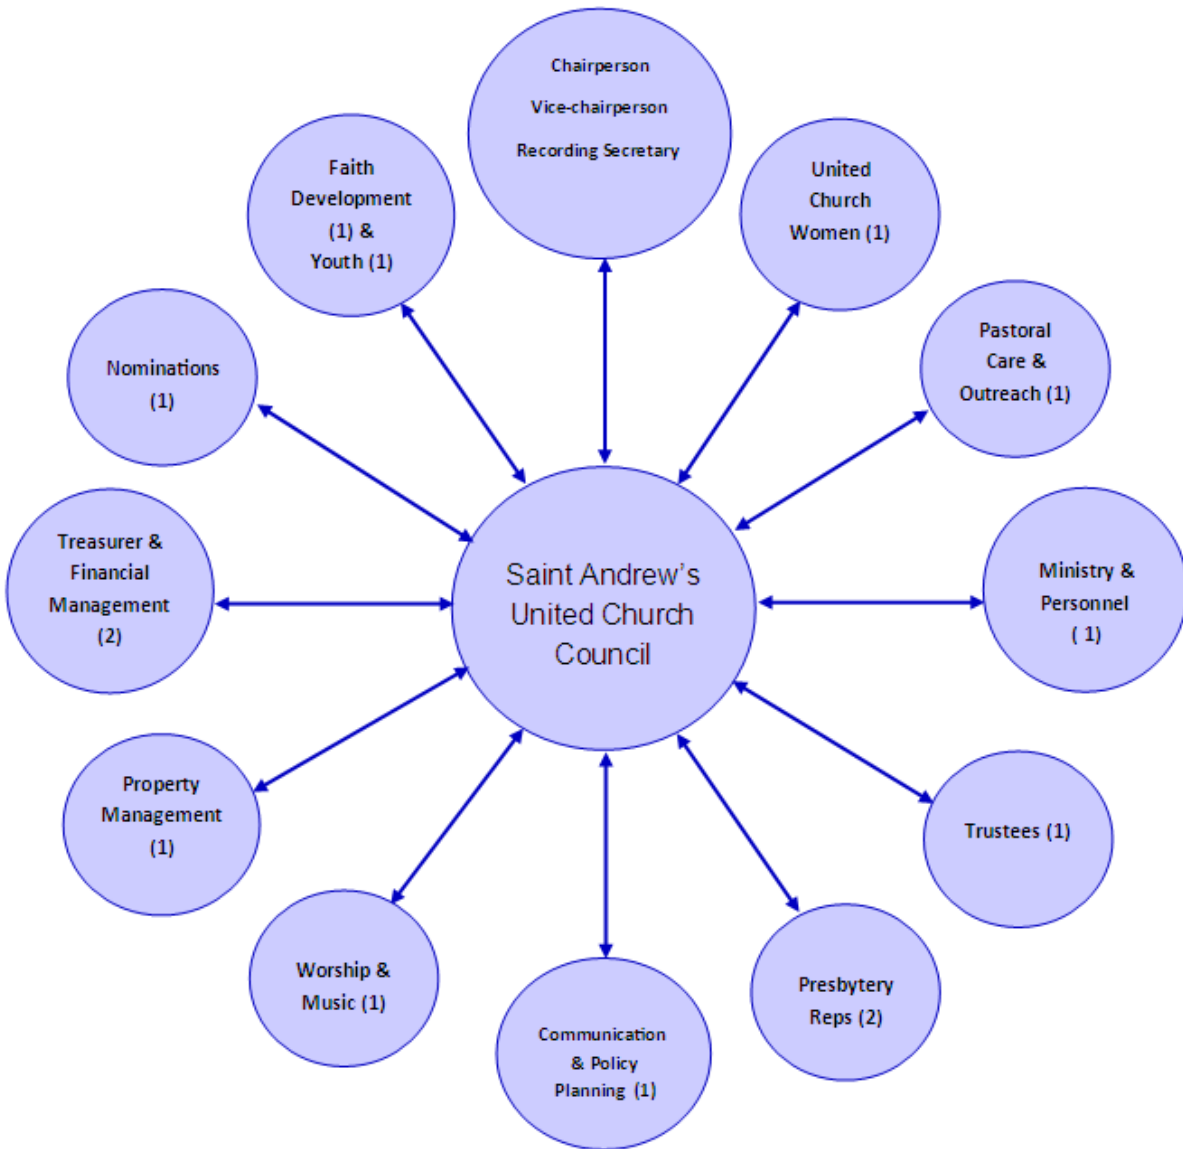 Chairperson
Vice-chairperson
Recording Secretary
United
Church
Women (1)
Pastoral
Care &
Outreach (1)
Ministry &
Personnel
( 1)
Trustees (1)
Presbytery
Reps (2)
Communication
& Policy
Planning (1)
Worship &
Music (1)
Property
Management
(1)
Treasurer &
Financial
Management
(2)
Nominations
(1)
Faith
Development
(1) &
Youth (1)
Saint Andrew’s
United Church
Council